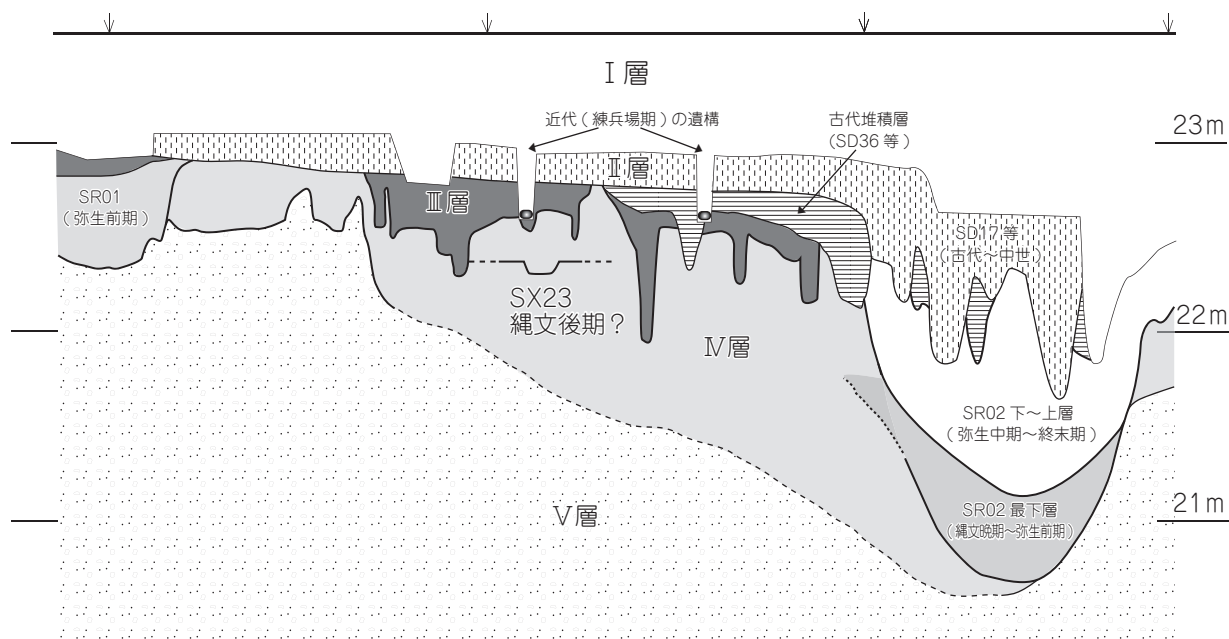 Ⅰ層
近代（練兵場期）の遺構
古代堆積層
(SD36 等)
23m
Ⅱ層
SR01
（弥生前期）
Ⅲ層
SD17 等
（古代～中世）
SX23
縄文後期？
22m
Ⅳ層
SR02 下～上層
（弥生中期～終末期）
21m
SR02 最下層
（縄文晩期～弥生前期）
Ⅴ層